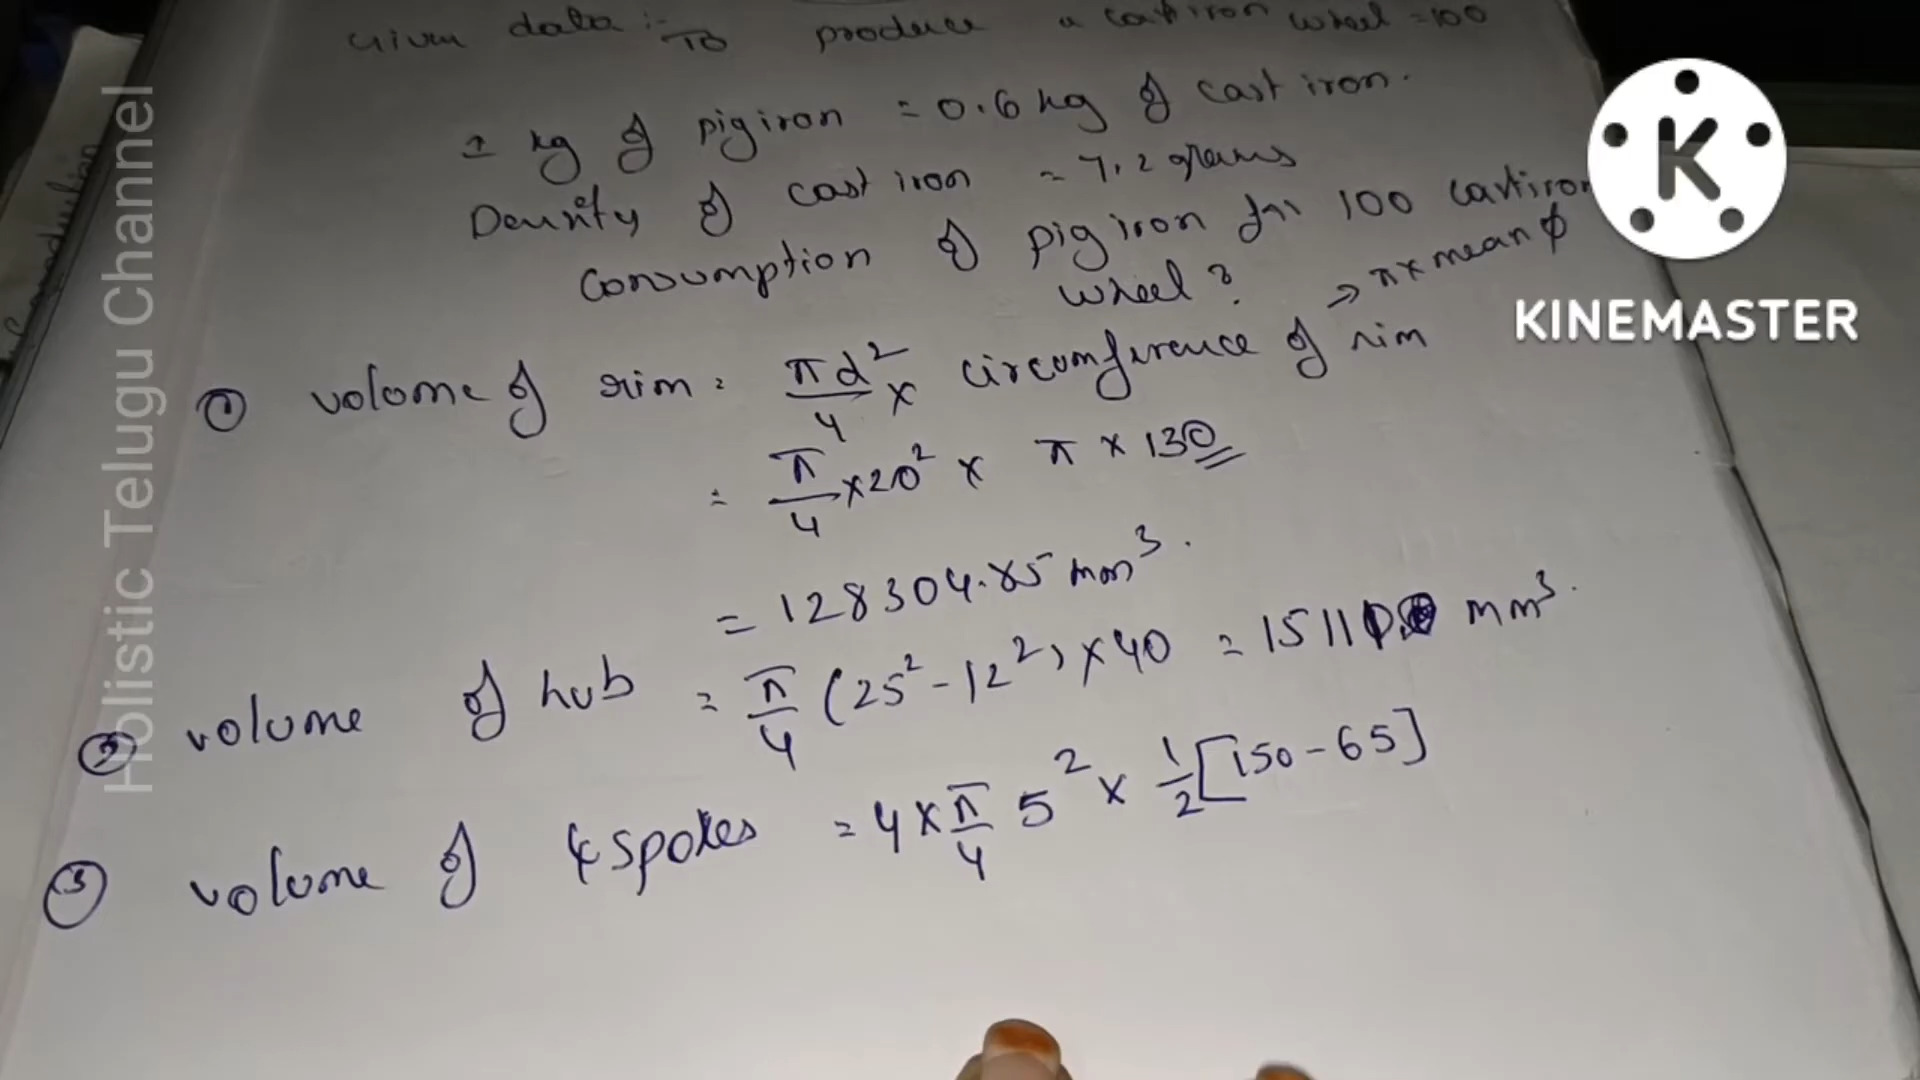 Given data :- To produce a cast iron wheel = 100
1 kg of pig iron = 0.6 kg of cast iron.
Density of cast iron = 7.2 grams
Consumption of pig iron for 100 cast iron
wheel ?
→ π × mean ϕ
① volume of rim = πd²/4 × circumference of rim
= π/4 × 20² × π × 130
= 128304.85 mm³.
② volume of hub = π/4 (25² - 12²) × 40 = 15110 mm³.
③ volume of 4 spokes = 4 × π/4 5² × 1/2 [150 - 65]
Holistic Telugu Channel
K
KINEMASTER